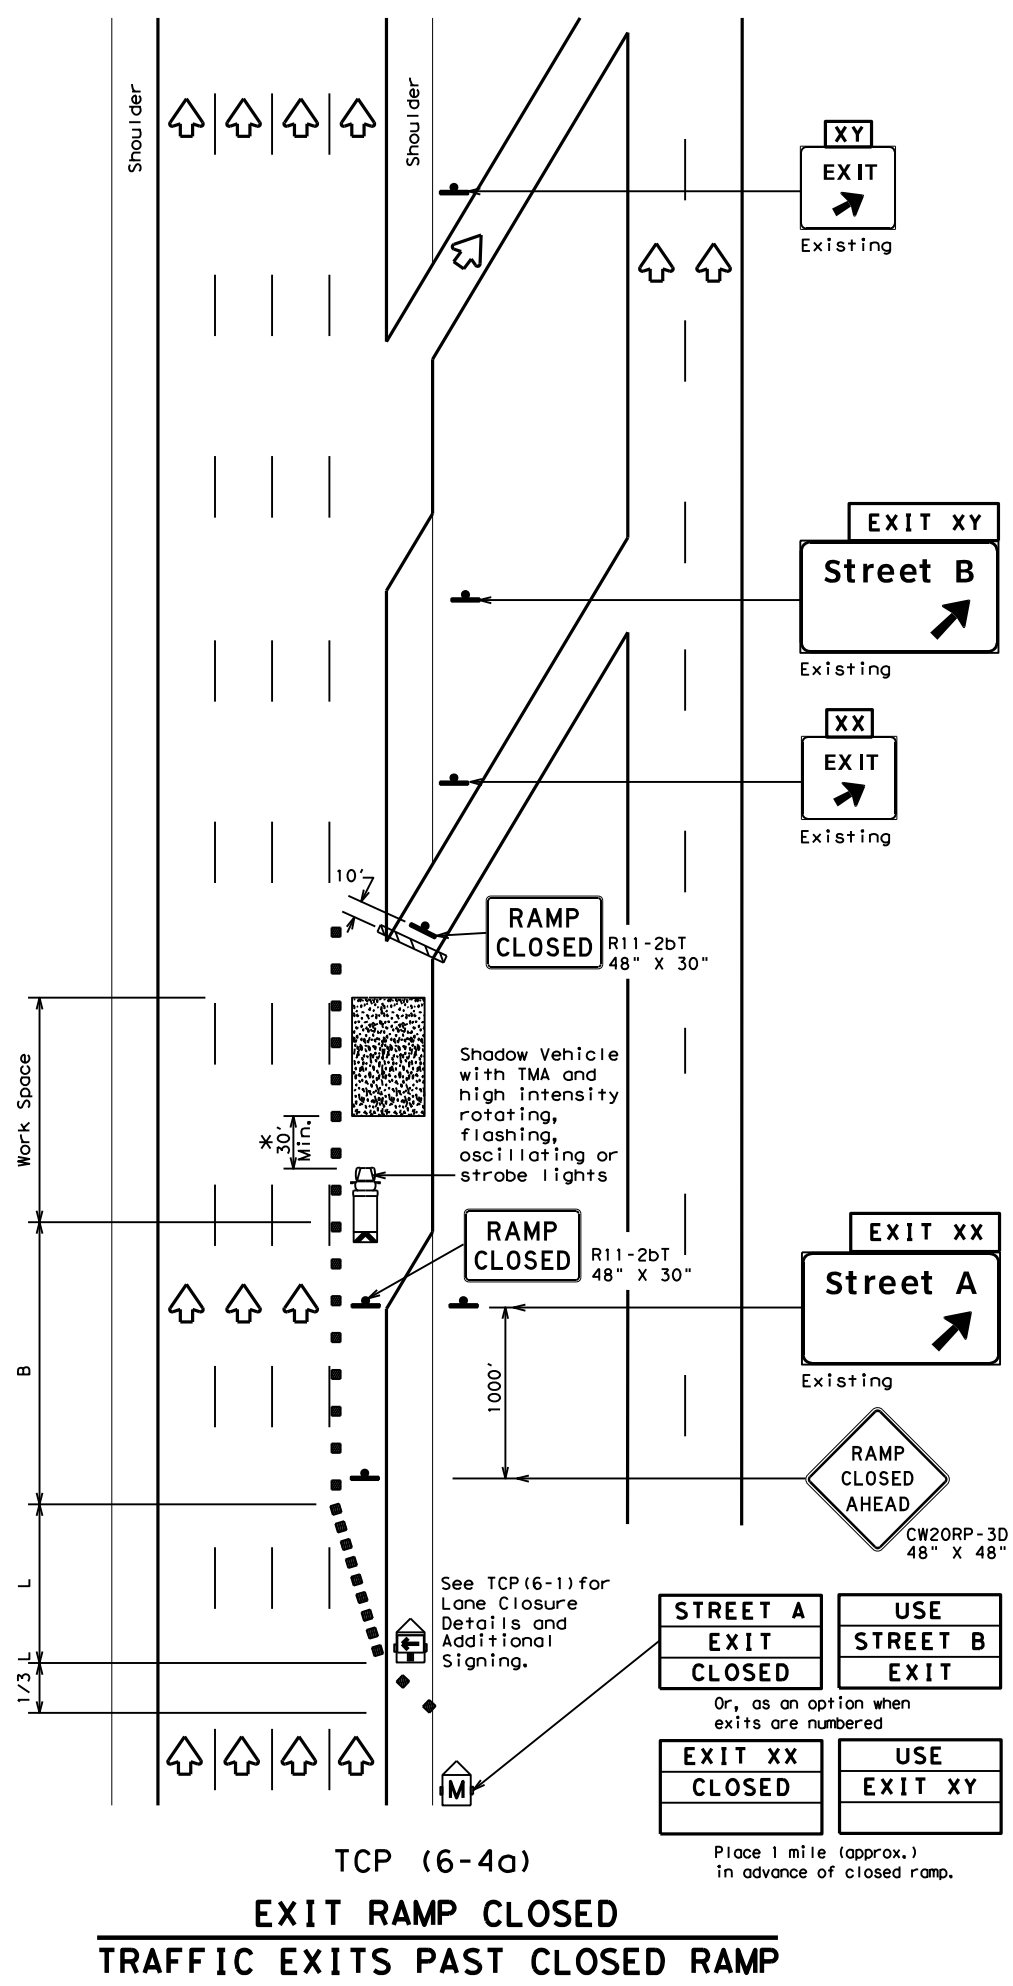 Shoulder
Shoulder
XY
EXIT
Existing
EXIT XY
Street B
Existing
XX
EXIT
Existing
10'
RAMP
CLOSED
R11-2bT
48" X 30"
Work Space
*
30'
Min.
Shadow Vehicle
with TMA and
high intensity
rotating,
flashing,
oscillating or
strobe lights
RAMP
CLOSED
R11-2bT
48" X 30"
EXIT XX
Street A
Existing
B
1000'
RAMP
CLOSED
AHEAD
CW20RP-3D
48" X 48"
L
See TCP(6-1)for
Lane Closure
Details and
Additional
Signing.
1/3 L
STREET A
EXIT
CLOSED
USE
STREET B
EXIT
Or, as an option when
exits are numbered
EXIT XX
CLOSED
USE
EXIT XY
M
Place 1 mile (approx.)
in advance of closed ramp.
TCP (6-4a)
EXIT RAMP CLOSED
TRAFFIC EXITS PAST CLOSED RAMP